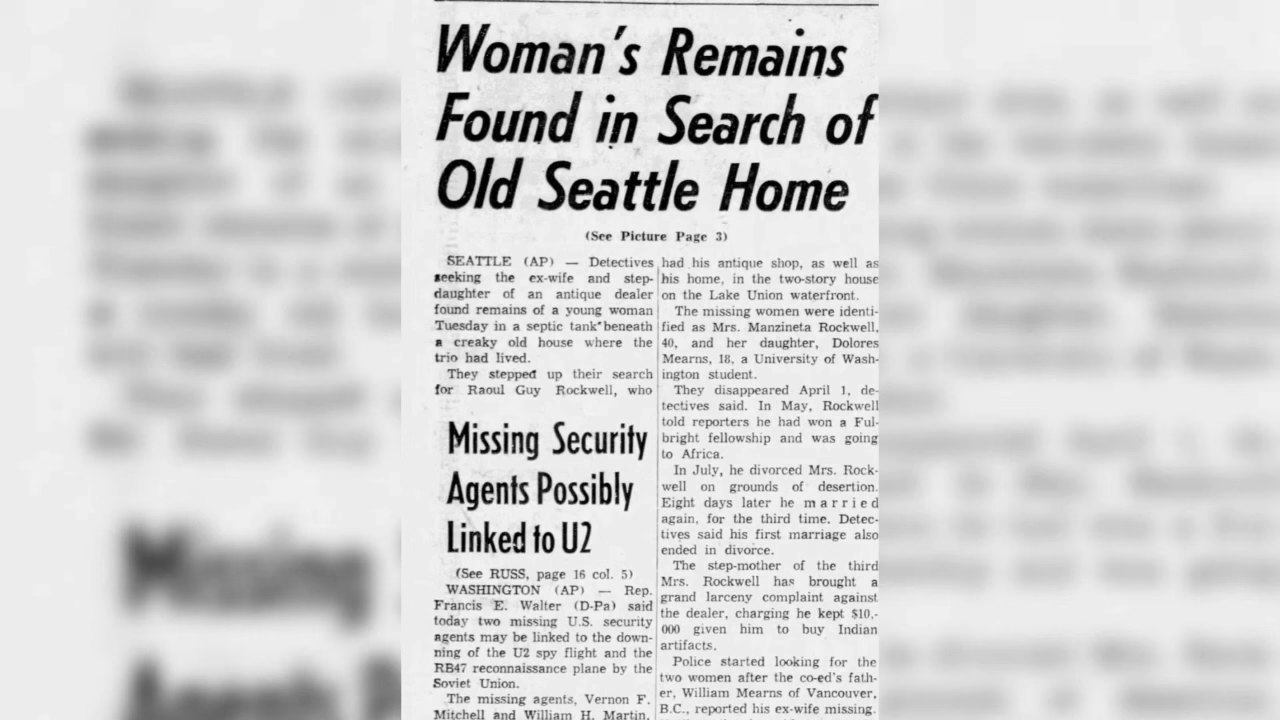 Woman's Remains
Found in Search of
Old Seattle Home
(See Picture Page 3)
SEATTLE (AP) — Detectives
seeking the ex-wife and step-
daughter of an antique dealer
found remains of a young woman
Tuesday in a septic tank beneath
a creaky old house where the
trio had lived.
They stepped up their search
for Raoul Guy Rockwell, who
had his antique shop, as well as
his home, in the two-story house
on the Lake Union waterfront.
The missing women were identi-
fied as Mrs. Manzineta Rockwell,
40, and her daughter, Dolores
Mearns, 18, a University of Wash-
ington student.
They disappeared April 1, de-
tectives said. In May, Rockwell
told reporters he had won a Ful-
bright fellowship and was going
to Africa.
In July, he divorced Mrs. Rock-
well on grounds of desertion.
Eight days later he married
again, for the third time. Detec-
tives said his first marriage also
ended in divorce.
The step-mother of the third
Mrs. Rockwell has brought a
grand larceny complaint against
the dealer, charging he kept $10,-
000 given him to buy Indian
artifacts.
Police started looking for the
two women after the co-ed's fath-
er, William Mearns of Vancouver,
B.C., reported his ex-wife missing.
Missing Security
Agents Possibly
Linked to U2
(See RUSS, page 16 col. 5)
WASHINGTON (AP) — Rep.
Francis E. Walter (D-Pa) said
today two missing U.S. security
agents may be linked to the down-
ning of the U2 spy flight and the
RB47 reconnaissance plane by the
Soviet Union.
The missing agents, Vernon F.
Mitchell and William H. Martin,